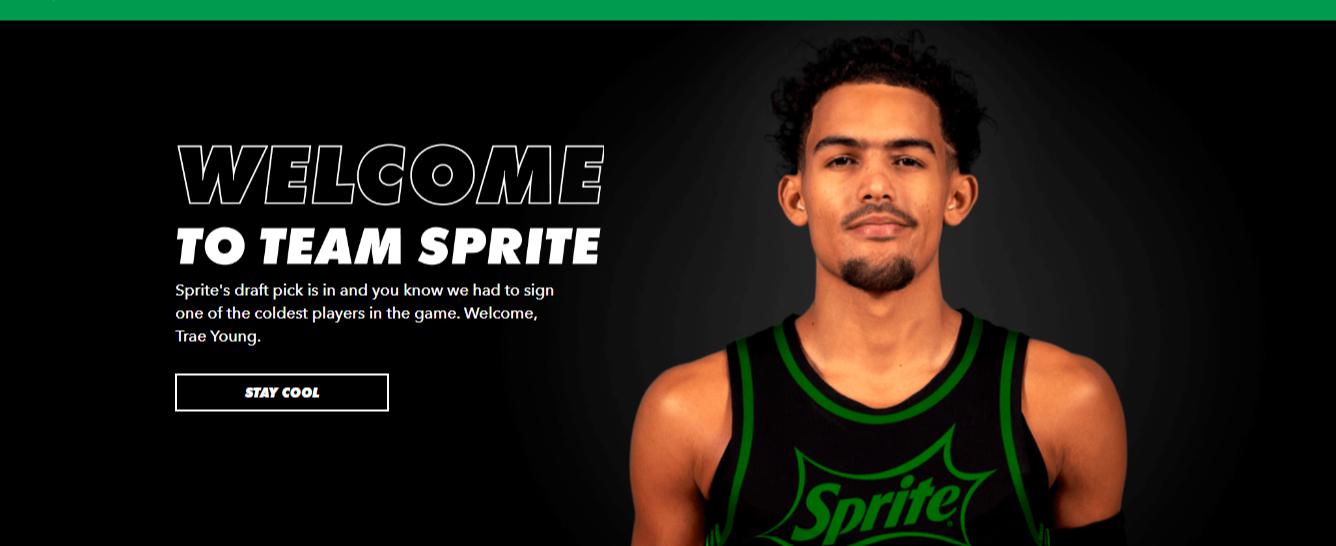 WELCOME
TO TEAM SPRITE
Sprite's draft pick is in and you know we had to sign
one of the coldest players in the game. Welcome,
Trae Young.
STAY COOL
Sprite